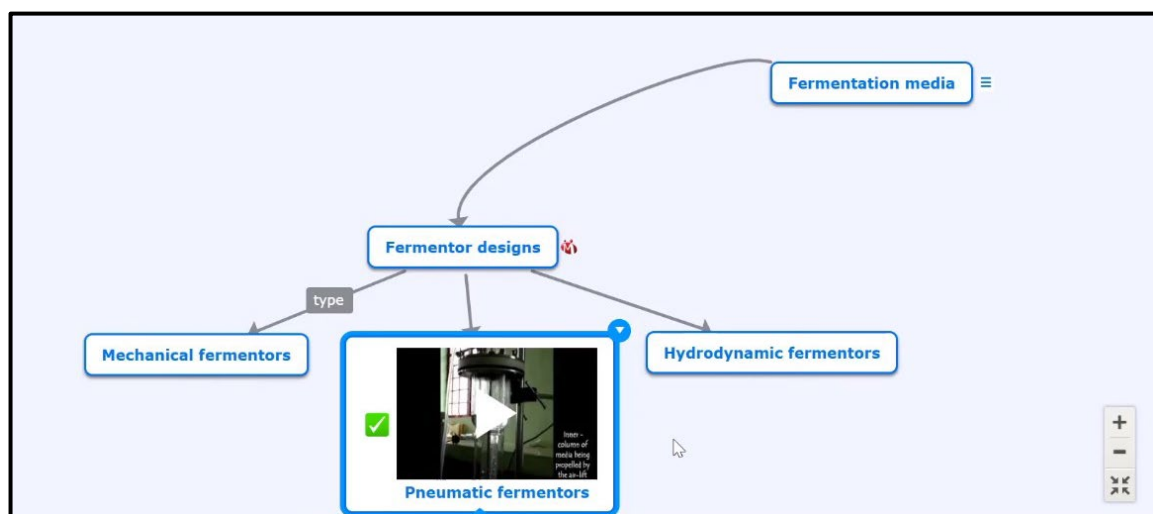 Fermentation media
Fermentor designs
type
Mechanical fermentors
Hydrodynamic fermentors
Inner -
column of
media being
propelled by
the air-lift
Pneumatic fermentors